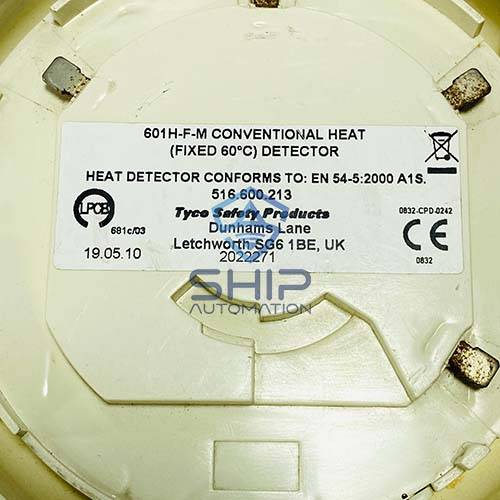 601H-F-M CONVENTIONAL HEAT
(FIXED 60°C) DETECTOR
HEAT DETECTOR CONFORMS TO: EN 54-5:2000 A1S.
516.600.213
LPCB
681c/03
Tyco Safety Products
Dunhams Lane
Letchworth SG6 1BE, UK
2022271
19.05.10
0832-CPD-0242
CE
0832
SHIP
AUTOMATION